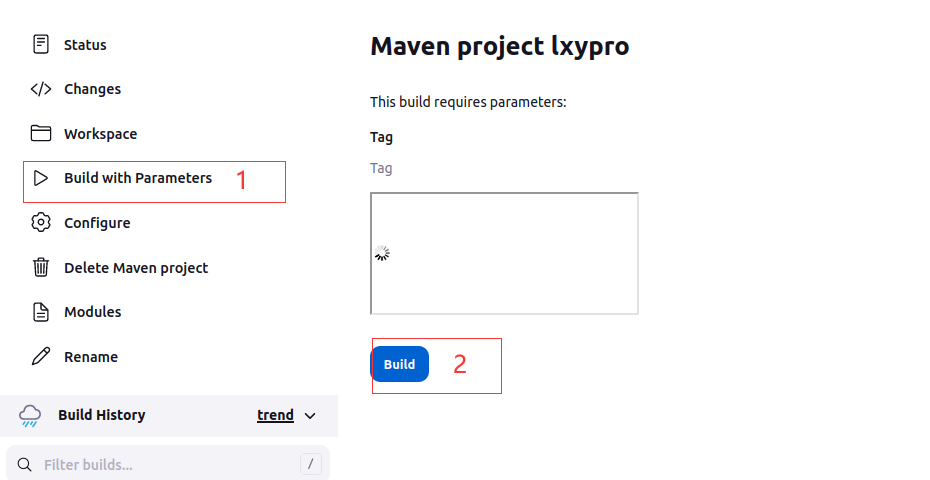 Status
Changes
Workspace
Build with Parameters 1
Configure
Delete Maven project
Modules
Rename
Build History trend
Filter builds... /
Maven project lxypro
This build requires parameters:
Tag
Tag
Build 2